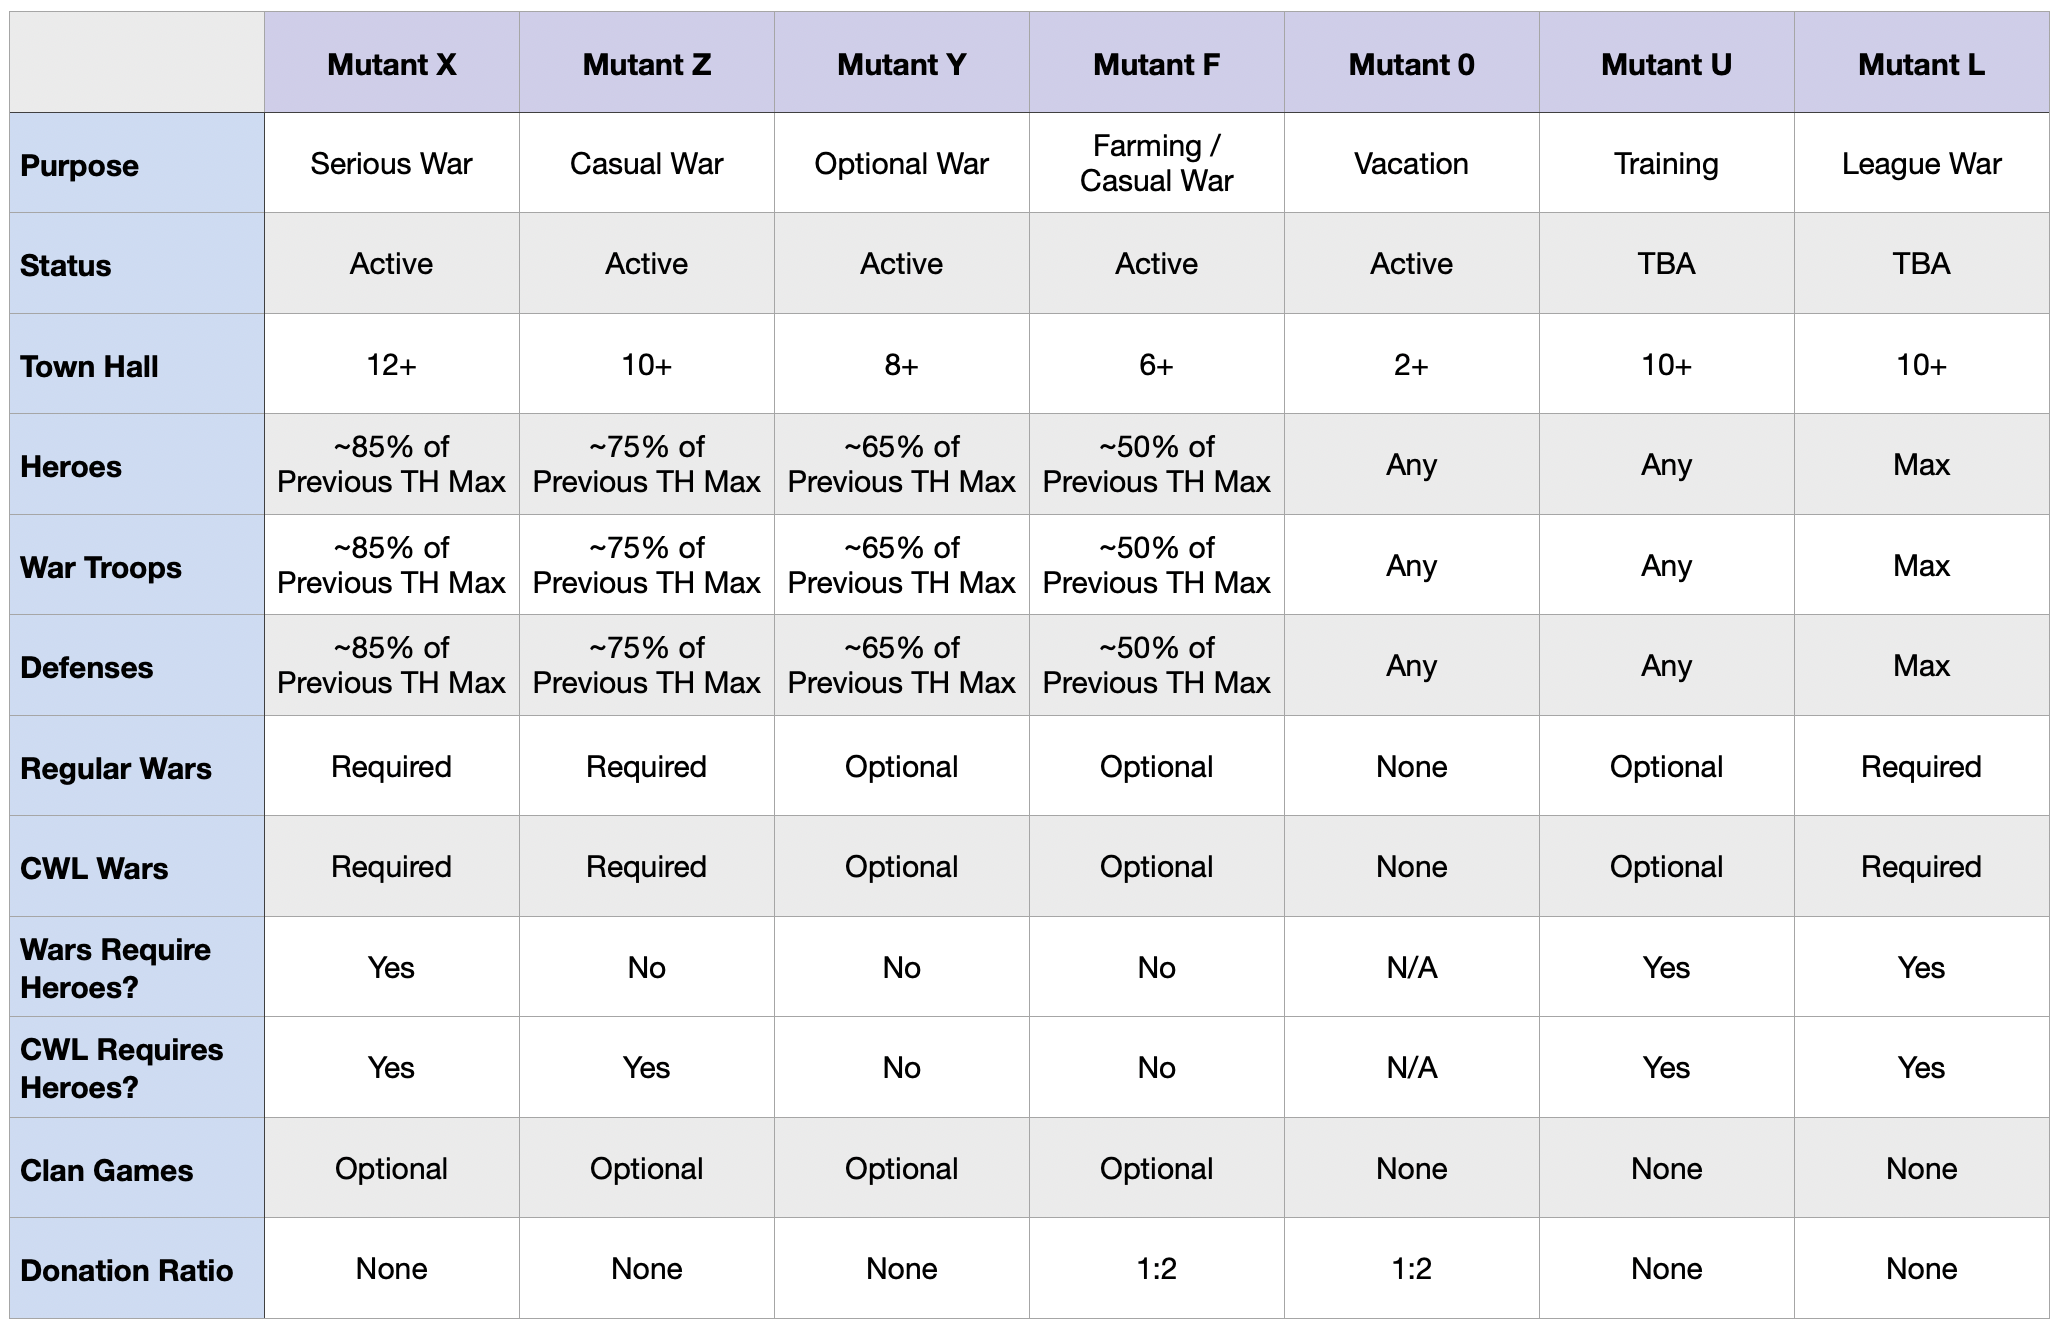 Mutant X Mutant Z Mutant Y Mutant F Mutant 0 Mutant U Mutant L
Purpose Serious War Casual War Optional War Farming / Casual War Vacation Training League War
Status Active Active Active Active Active TBA TBA
Town Hall 12+ 10+ 8+ 6+ 2+ 10+ 10+
Heroes ~85% of Previous TH Max ~75% of Previous TH Max ~65% of Previous TH Max ~50% of Previous TH Max Any Any Max
War Troops ~85% of Previous TH Max ~75% of Previous TH Max ~65% of Previous TH Max ~50% of Previous TH Max Any Any Max
Defenses ~85% of Previous TH Max ~75% of Previous TH Max ~65% of Previous TH Max ~50% of Previous TH Max Any Any Max
Regular Wars Required Required Optional Optional None Optional Required
CWL Wars Required Required Optional Optional None Optional Required
Wars Require Heroes? Yes No No No N/A Yes Yes
CWL Requires Heroes? Yes Yes No No N/A Yes Yes
Clan Games Optional Optional Optional Optional None None None
Donation Ratio None None None 1:2 1:2 None None